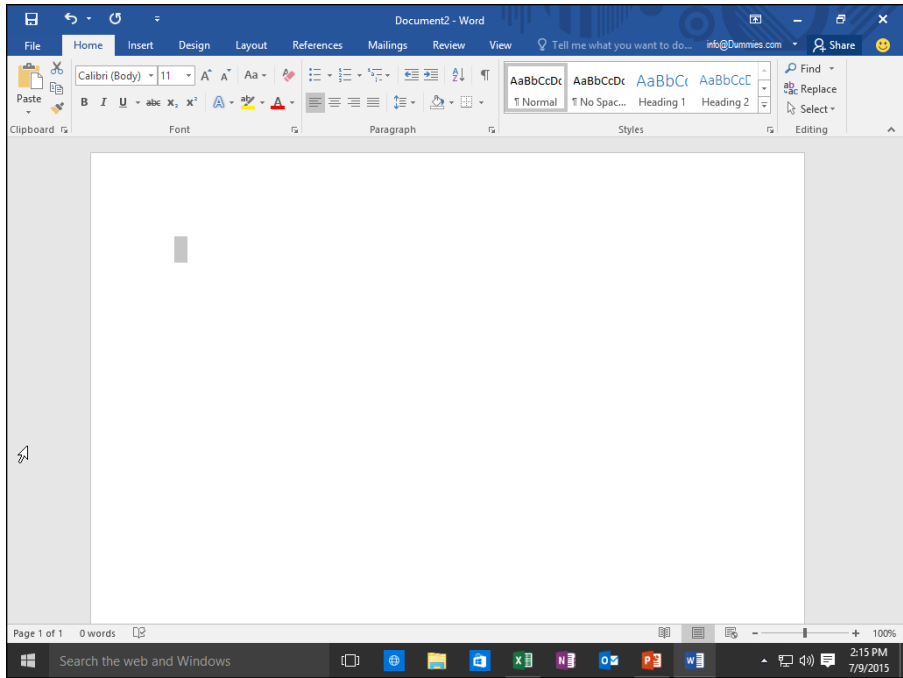 Document2 - Word
File Home Insert Design Layout References Mailings Review View Tell me what you want to do... info@Dummies.com Share
Calibri (Body) 11 A A Aa
Paste
B I U abc x₂ x² A aby A
AaBbCcDc AaBbCcDc AaBbC( AaBbCcE
¶ Normal ¶ No Spac... Heading 1 Heading 2
Find
Replace
Select
Clipboard Font Paragraph Styles Editing
Page 1 of 1 0 words 100%
Search the web and Windows
2:15 PM
7/9/2015